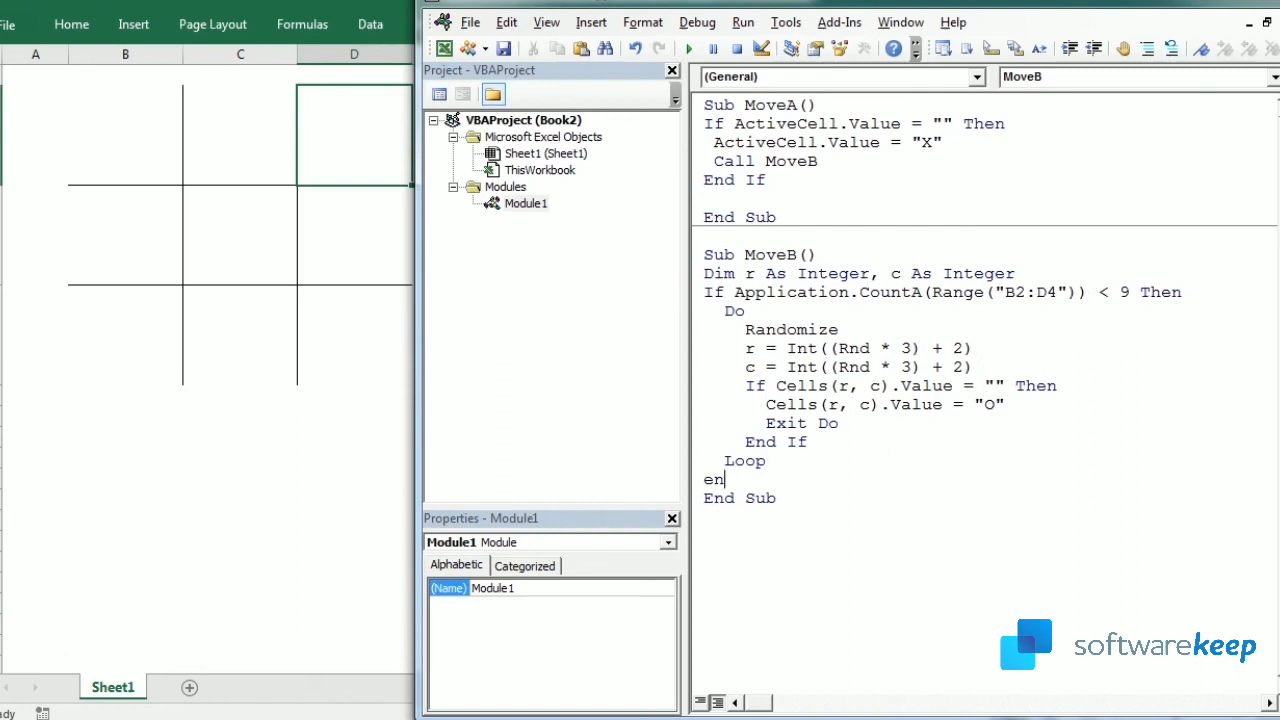 File Home Insert Page Layout Formulas Data
A B C D
Sheet1
File Edit View Insert Format Debug Run Tools Add-Ins Window Help
Project - VBAProject
VBAProject (Book2)
Microsoft Excel Objects
Sheet1 (Sheet1)
ThisWorkbook
Modules
Module1
Properties - Module1
Module1 Module
Alphabetic Categorized
(Name) Module1
(General) MoveB
Sub MoveA()
If ActiveCell.Value = "" Then
ActiveCell.Value = "X"
Call MoveB
End If
End Sub
Sub MoveB()
Dim r As Integer, c As Integer
If Application.CountA(Range("B2:D4")) < 9 Then
Do
Randomize
r = Int((Rnd * 3) + 2)
c = Int((Rnd * 3) + 2)
If Cells(r, c).Value = "" Then
Cells(r, c).Value = "O"
Exit Do
End If
Loop
en
End Sub
softwarekeep